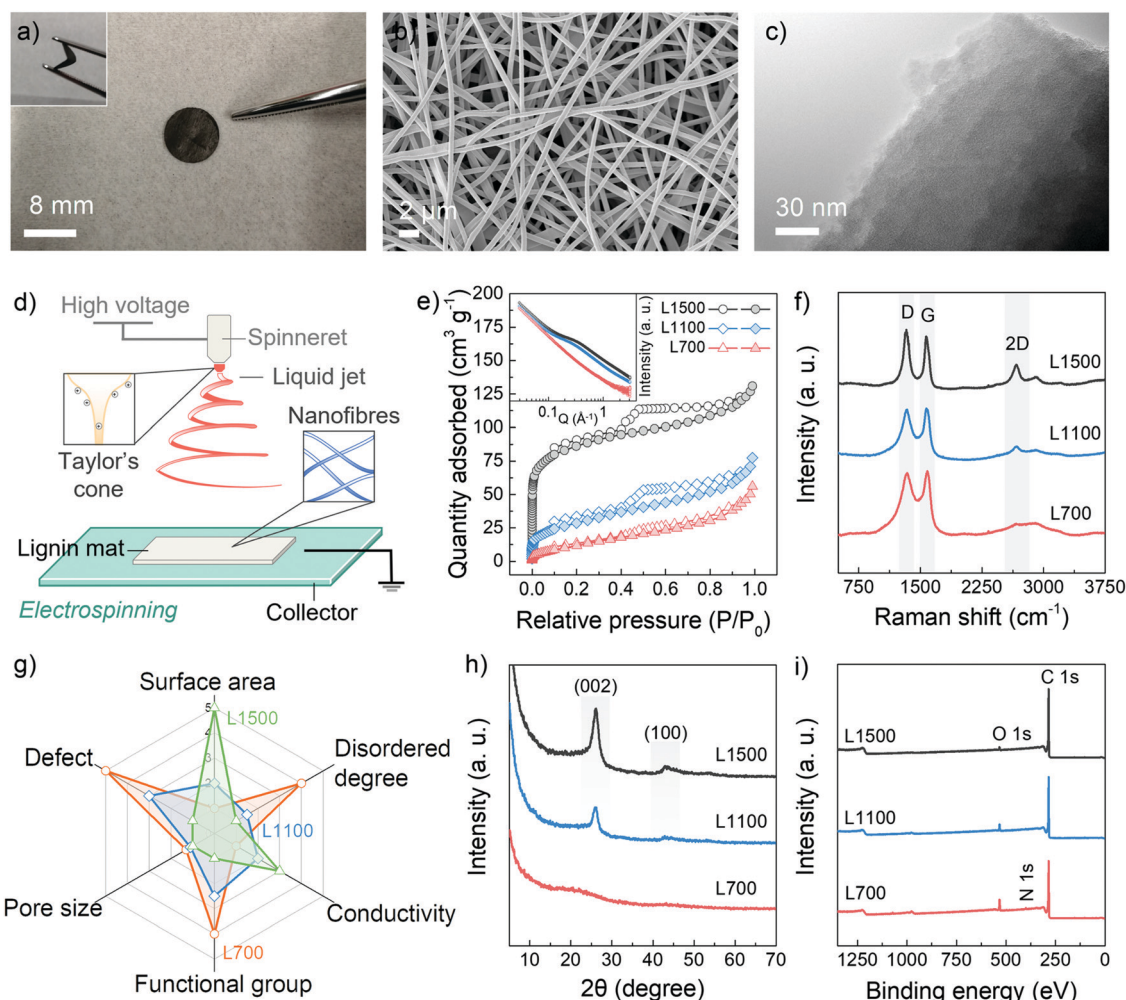 a)
8 mm
b)
2 µm
c)
30 nm
d)
High voltage
Spinneret
Liquid jet
Nanofibres
Taylor's
cone
Lignin mat
Electrospinning
Collector
e)
Quantity adsorbed (cm³ g⁻¹)
200
175
150
125
100
75
50
25
0
L1500
L1100
L700
Intensity (a. u.)
0.1
Q (Å⁻¹)
1
0.0
0.2
0.4
0.6
0.8
1.0
Relative pressure (P/P₀)
f)
Intensity (a. u.)
D
G
2D
L1500
L1100
L700
750
1500
2250
3000
3750
Raman shift (cm⁻¹)
g)
Surface area
5
4
3
2
L1500
Defect
Disordered
degree
L1100
Pore size
Conductivity
L700
Functional group
h)
Intensity (a. u.)
(002)
(100)
L1500
L1100
L700
10
20
30
40
50
60
70
2θ (degree)
i)
Intensity (a. u.)
C 1s
L1500
O 1s
L1100
L700
N 1s
1250
1000
750
500
250
0
Binding energy (eV)